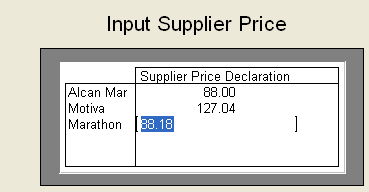 Input Supplier Price
Supplier Price Declaration
Alcan Mar 88.00
Motiva 127.04
Marathon [88.18 ]